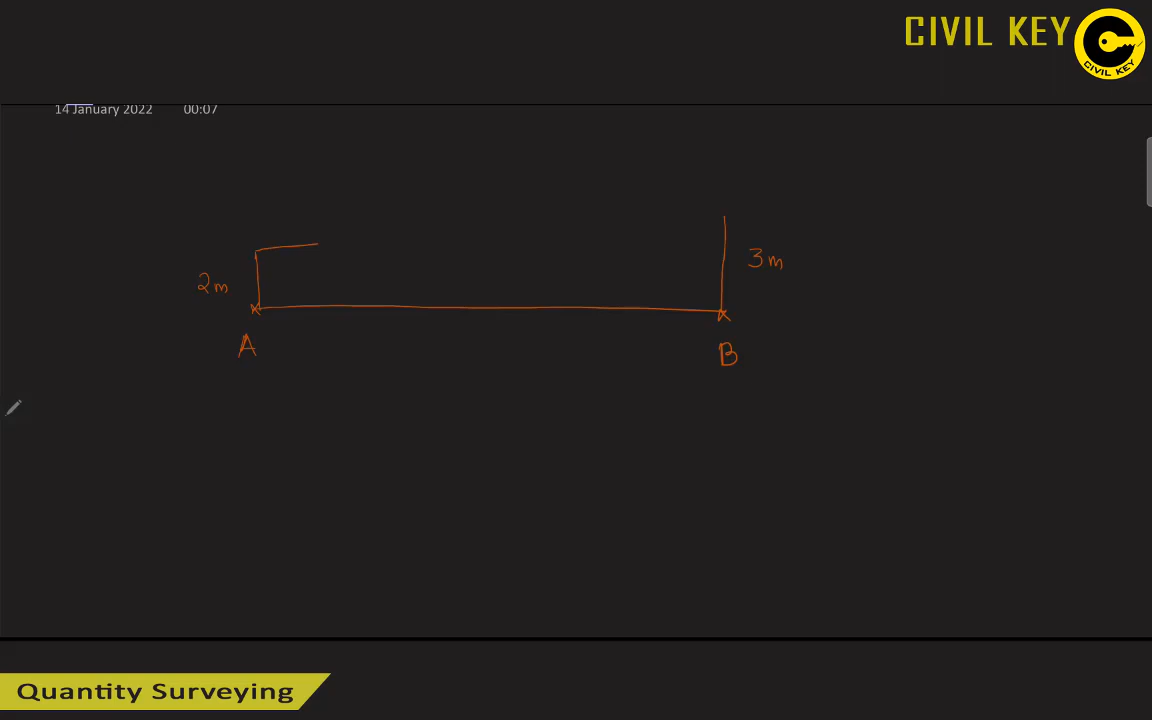 CIVIL KEY
CIVIL KEY
14 January 2022 00:07
3m
2m
A
B
Quantity Surveying